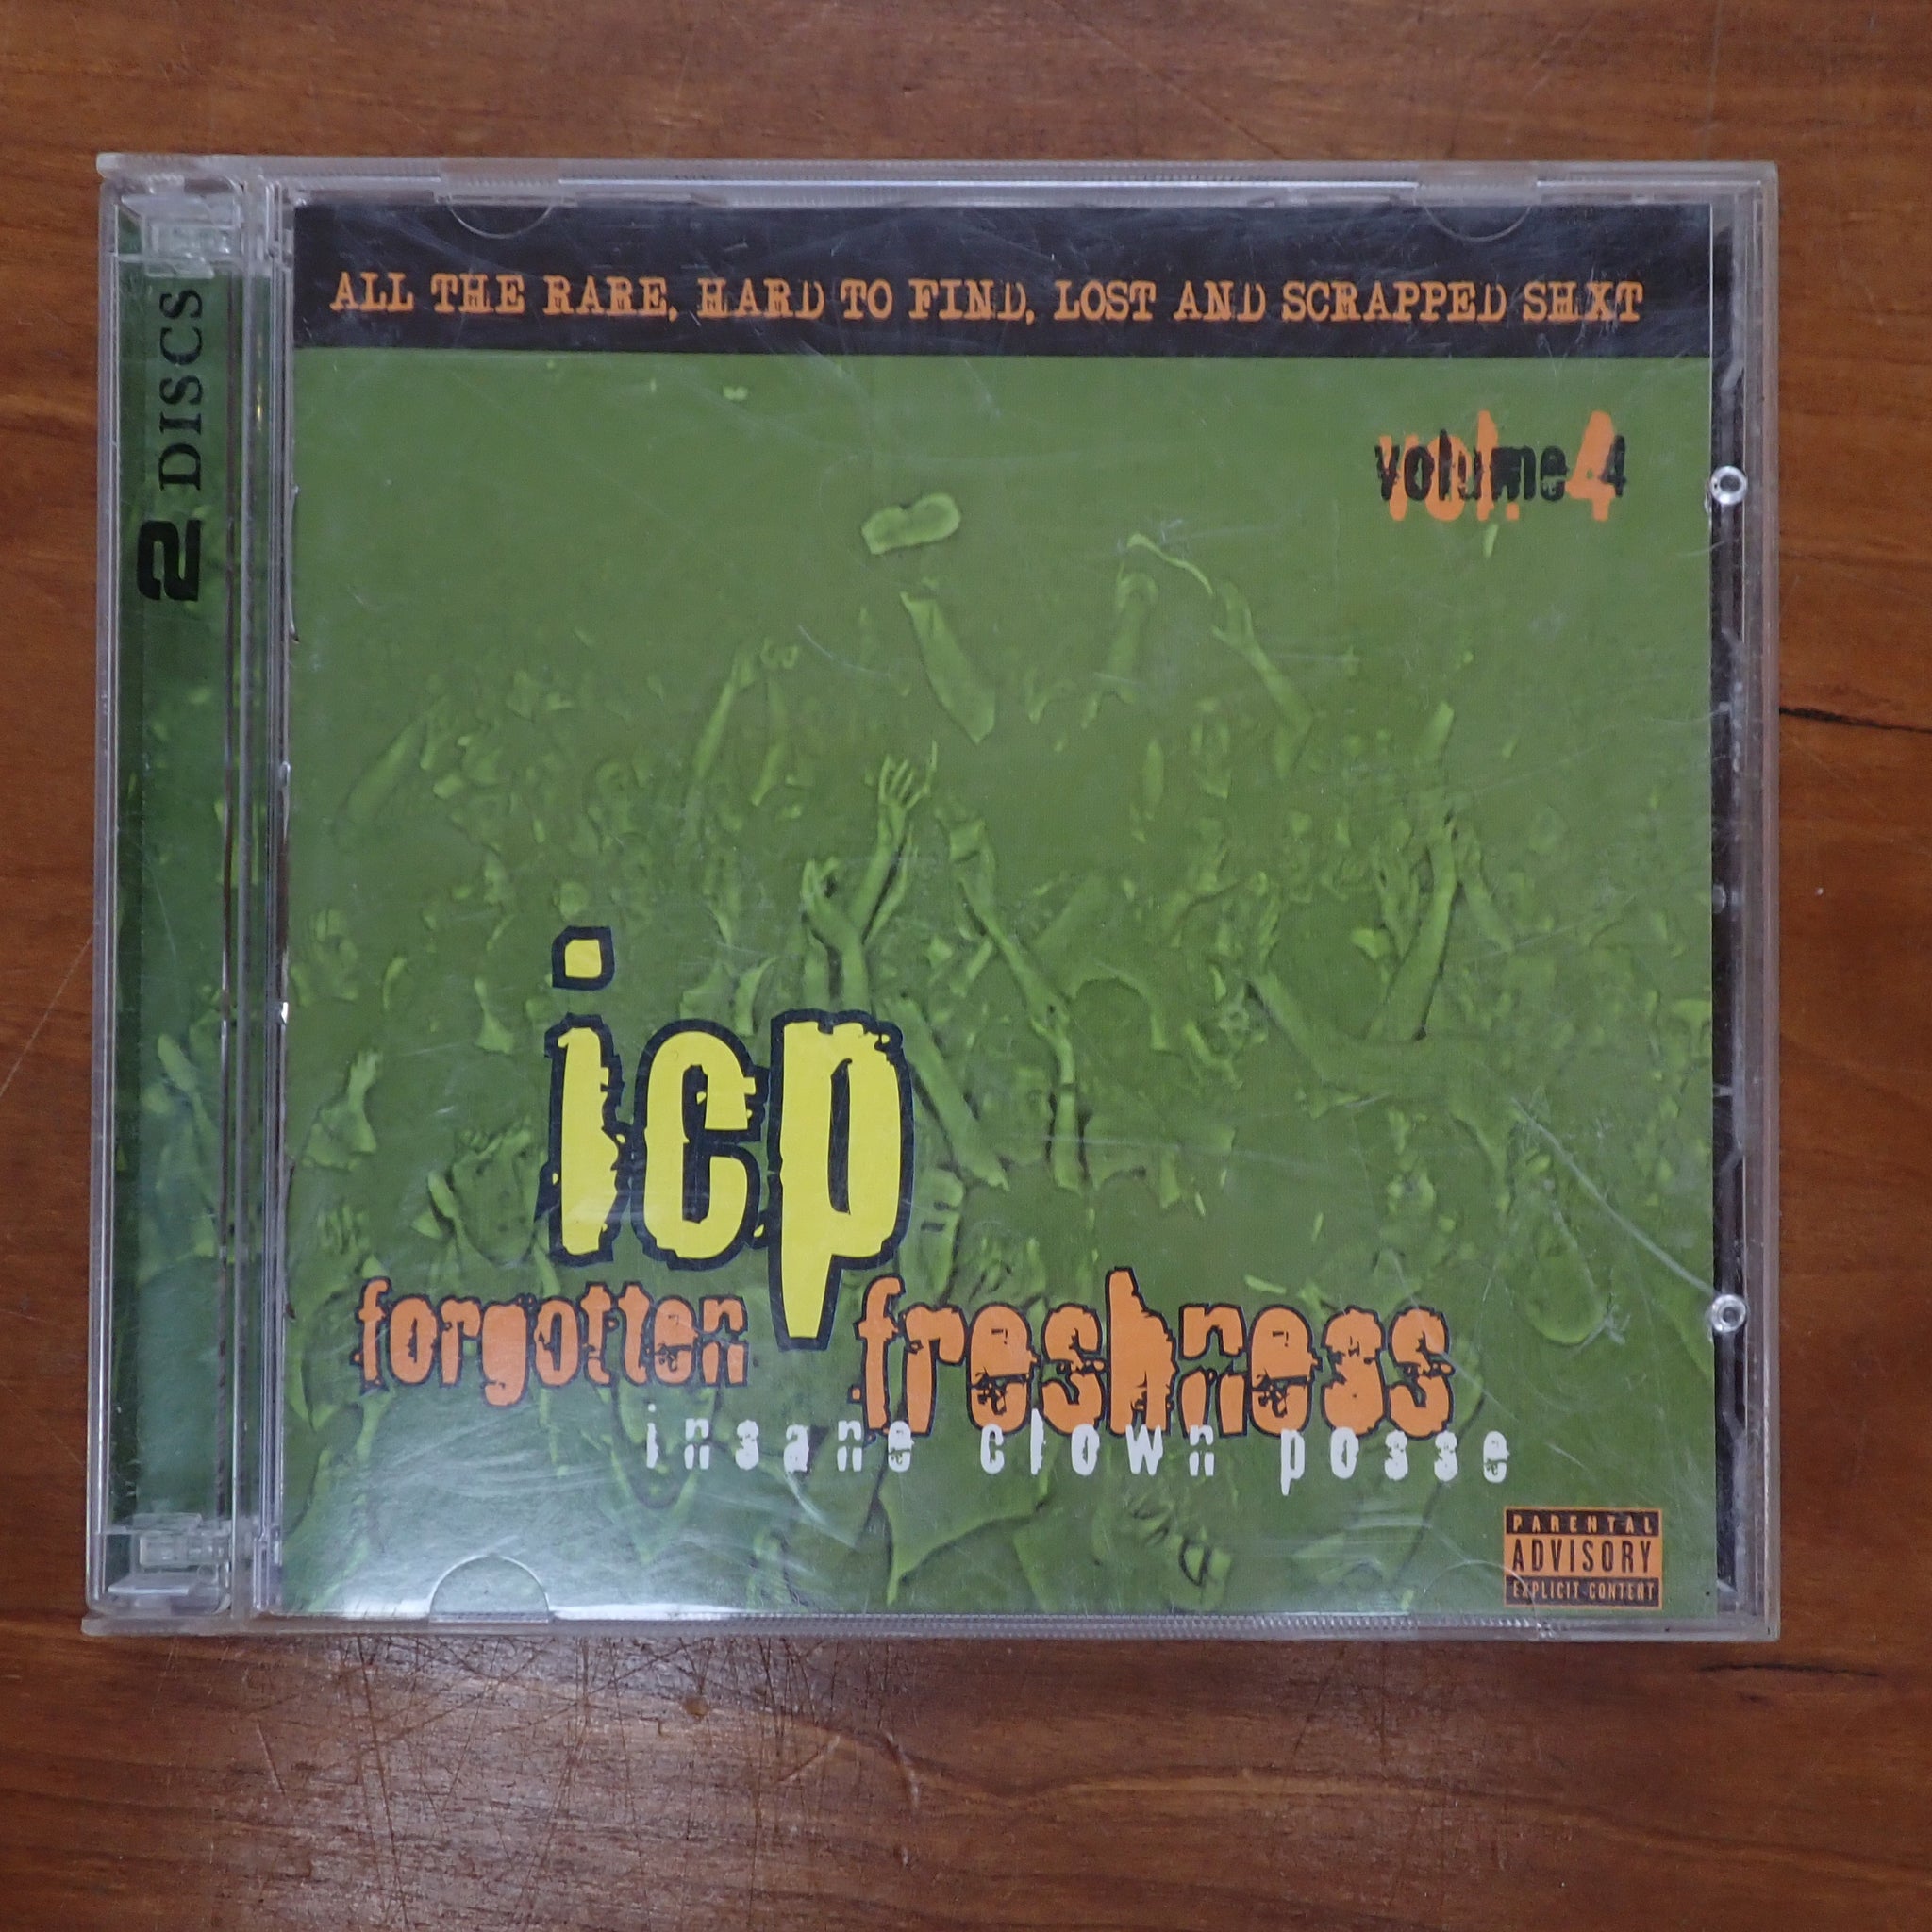 ALL THE RARE, HARD TO FIND, LOST AND SCRAPPED SHXT
2 DISCS
vol. 4
volume 4
icp
forgotten freshness
insane clown posse
PARENTAL
ADVISORY
EXPLICIT CONTENT